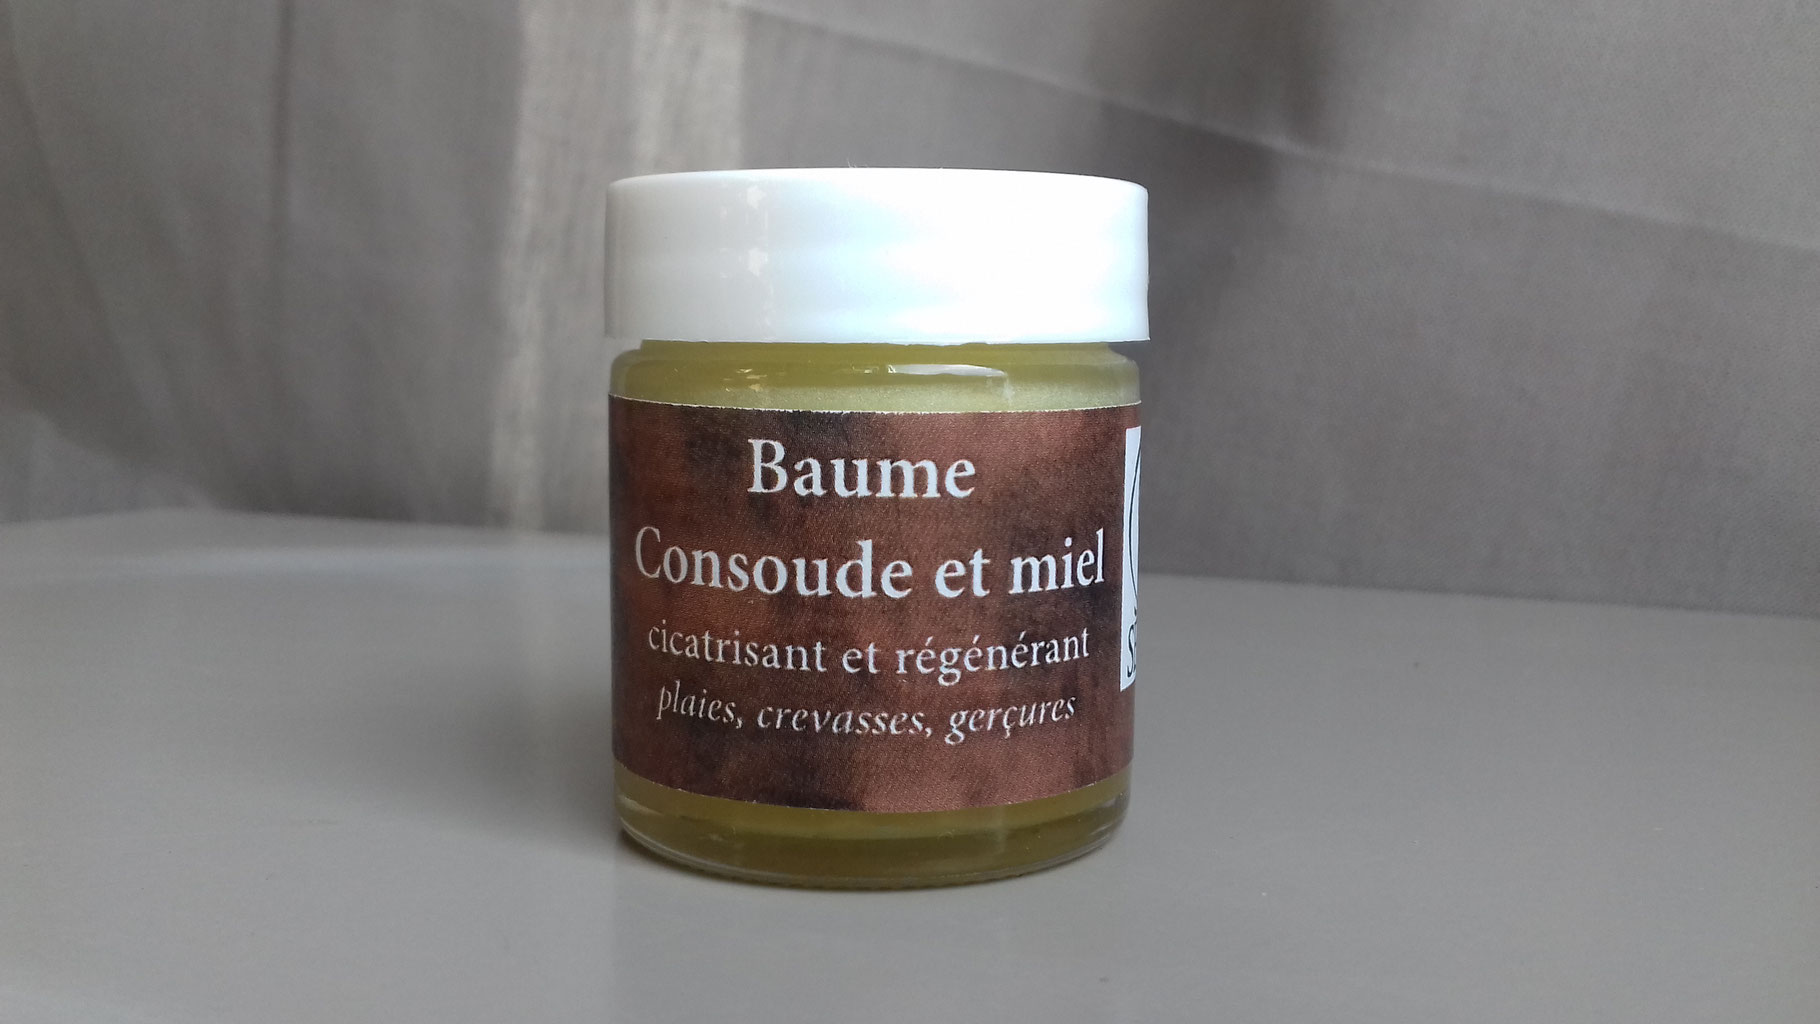 Baume
Consoude et miel
cicatrisant et régénérant
plaies, crevasses, gerçures